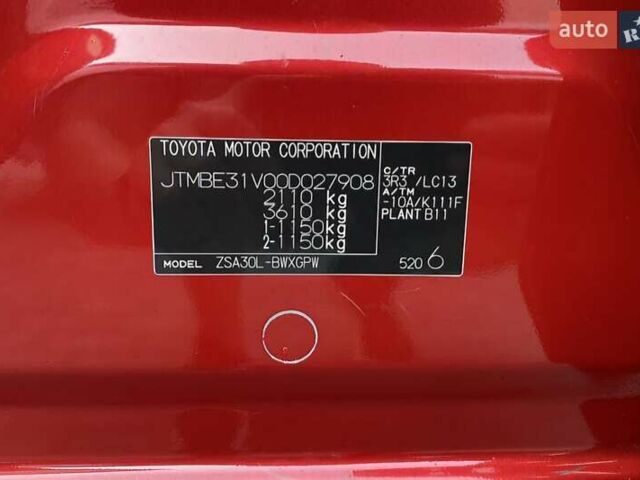 auto
TOYOTA MOTOR CORPORATION
JTMBE31V00D027908
2110 kg
3610 kg
1-1150kg
2-1150kg
MODEL ZSA30L-BWXGPW
C/TR
3R3 /LC13
A/TM
-10A/K111F
PLANT B11
520 6